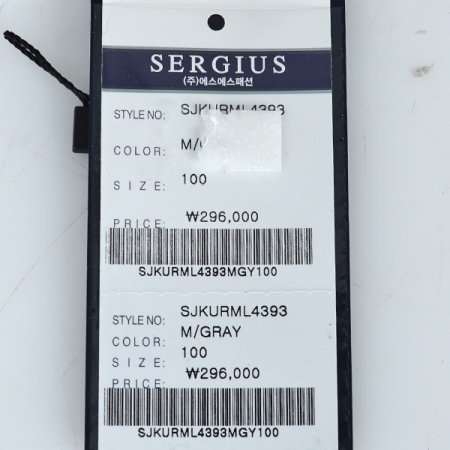 SERGIUS
(주)에스에스패션
STYLE NO: SJKURML4393
COLOR: M/
SIZE: 100
PRICE: ₩296,000
SJKURML4393MGY100
STYLE NO: SJKURML4393
COLOR: M/GRAY
SIZE: 100
PRICE: ₩296,000
SJKURML4393MGY100